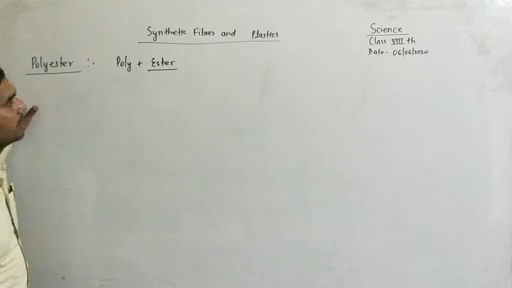 Synthetic Fibres and Plastics
Science
Class VIII th
Date- 06/06/2020
Polyester :- Poly + Ester